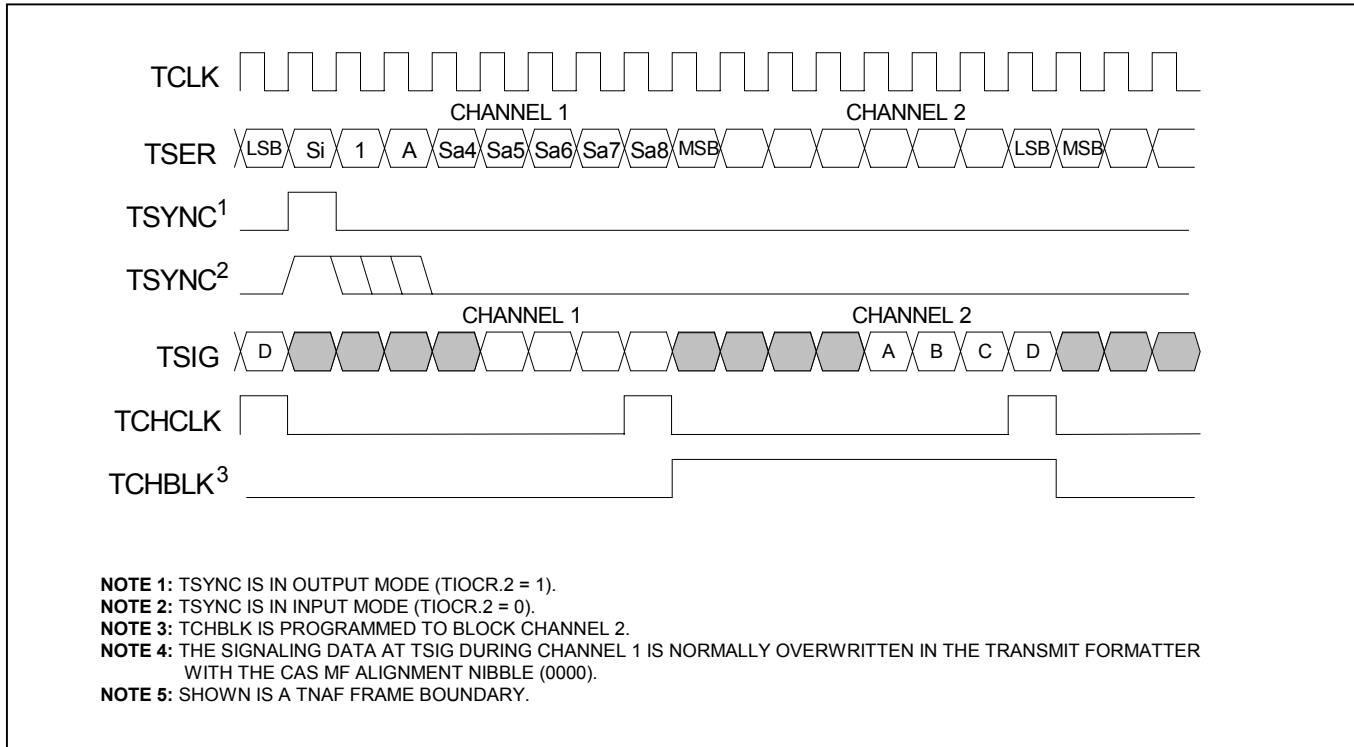 TCLK
CHANNEL 1 CHANNEL 2
TSER LSB Si 1 A Sa4 Sa5 Sa6 Sa7 Sa8 MSB LSB MSB
TSYNC1
TSYNC2
CHANNEL 1 CHANNEL 2
TSIG D A B C D
TCHCLK
TCHBLK3
NOTE 1: TSYNC IS IN OUTPUT MODE (TIOCR.2 = 1).
NOTE 2: TSYNC IS IN INPUT MODE (TIOCR.2 = 0).
NOTE 3: TCHBLK IS PROGRAMMED TO BLOCK CHANNEL 2.
NOTE 4: THE SIGNALING DATA AT TSIG DURING CHANNEL 1 IS NORMALLY OVERWRITTEN IN THE TRANSMIT FORMATTER
WITH THE CAS MF ALIGNMENT NIBBLE (0000).
NOTE 5: SHOWN IS A TNAF FRAME BOUNDARY.